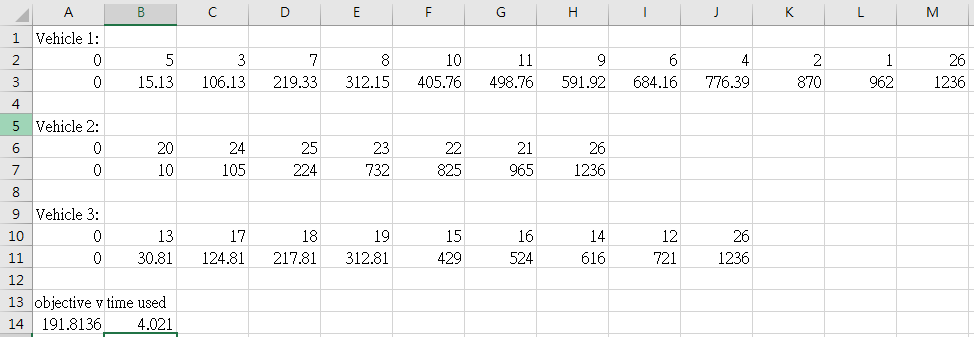 A B C D E F G H I J K L M
1 Vehicle 1:
2 0 5 3 7 8 10 11 9 6 4 2 1 26
3 0 15.13 106.13 219.33 312.15 405.76 498.76 591.92 684.16 776.39 870 962 1236
4
5 Vehicle 2:
6 0 20 24 25 23 22 21 26
7 0 10 105 224 732 825 965 1236
8
9 Vehicle 3:
10 0 13 17 18 19 15 16 14 12 26
11 0 30.81 124.81 217.81 312.81 429 524 616 721 1236
12
13 objective v time used
14 191.8136 4.021